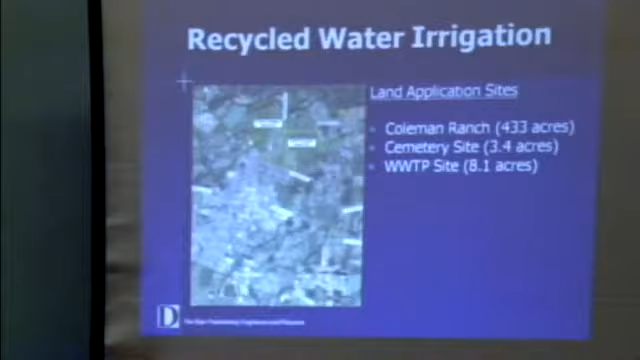 Recycled Water Irrigation
Land Application Sites
Coleman Ranch (433 acres)
Cemetery Site (3.4 acres)
WWTP Site (8.1 acres)
D